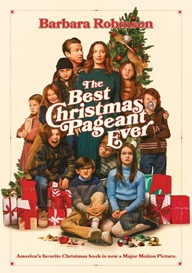 Barbara Robinson
The
Best
Christmas
Pageant
Ever
America's favorite Christmas book is now a Major Motion Picture.